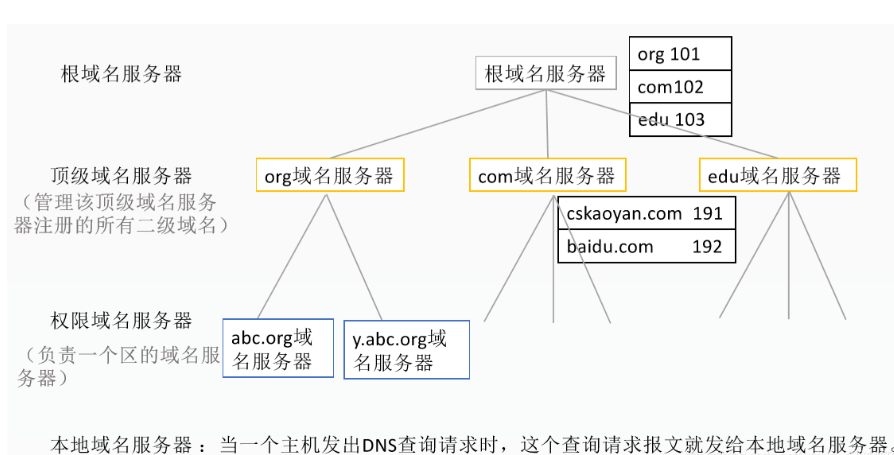 根域名服务器
根域名服务器
org 101
com102
edu 103
顶级域名服务器
(管理该顶级域名服务
器注册的所有二级域名)
org域名服务器
com域名服务器
edu域名服务器
cskaoyan.com 191
baidu.com 192
权限域名服务器
(负责一个区的域名服
务器)
abc.org域
名服务器
y.abc.org域
名服务器
本地域名服务器：当一个主机发出DNS查询请求时，这个查询请求报文就发给本地域名服务器。